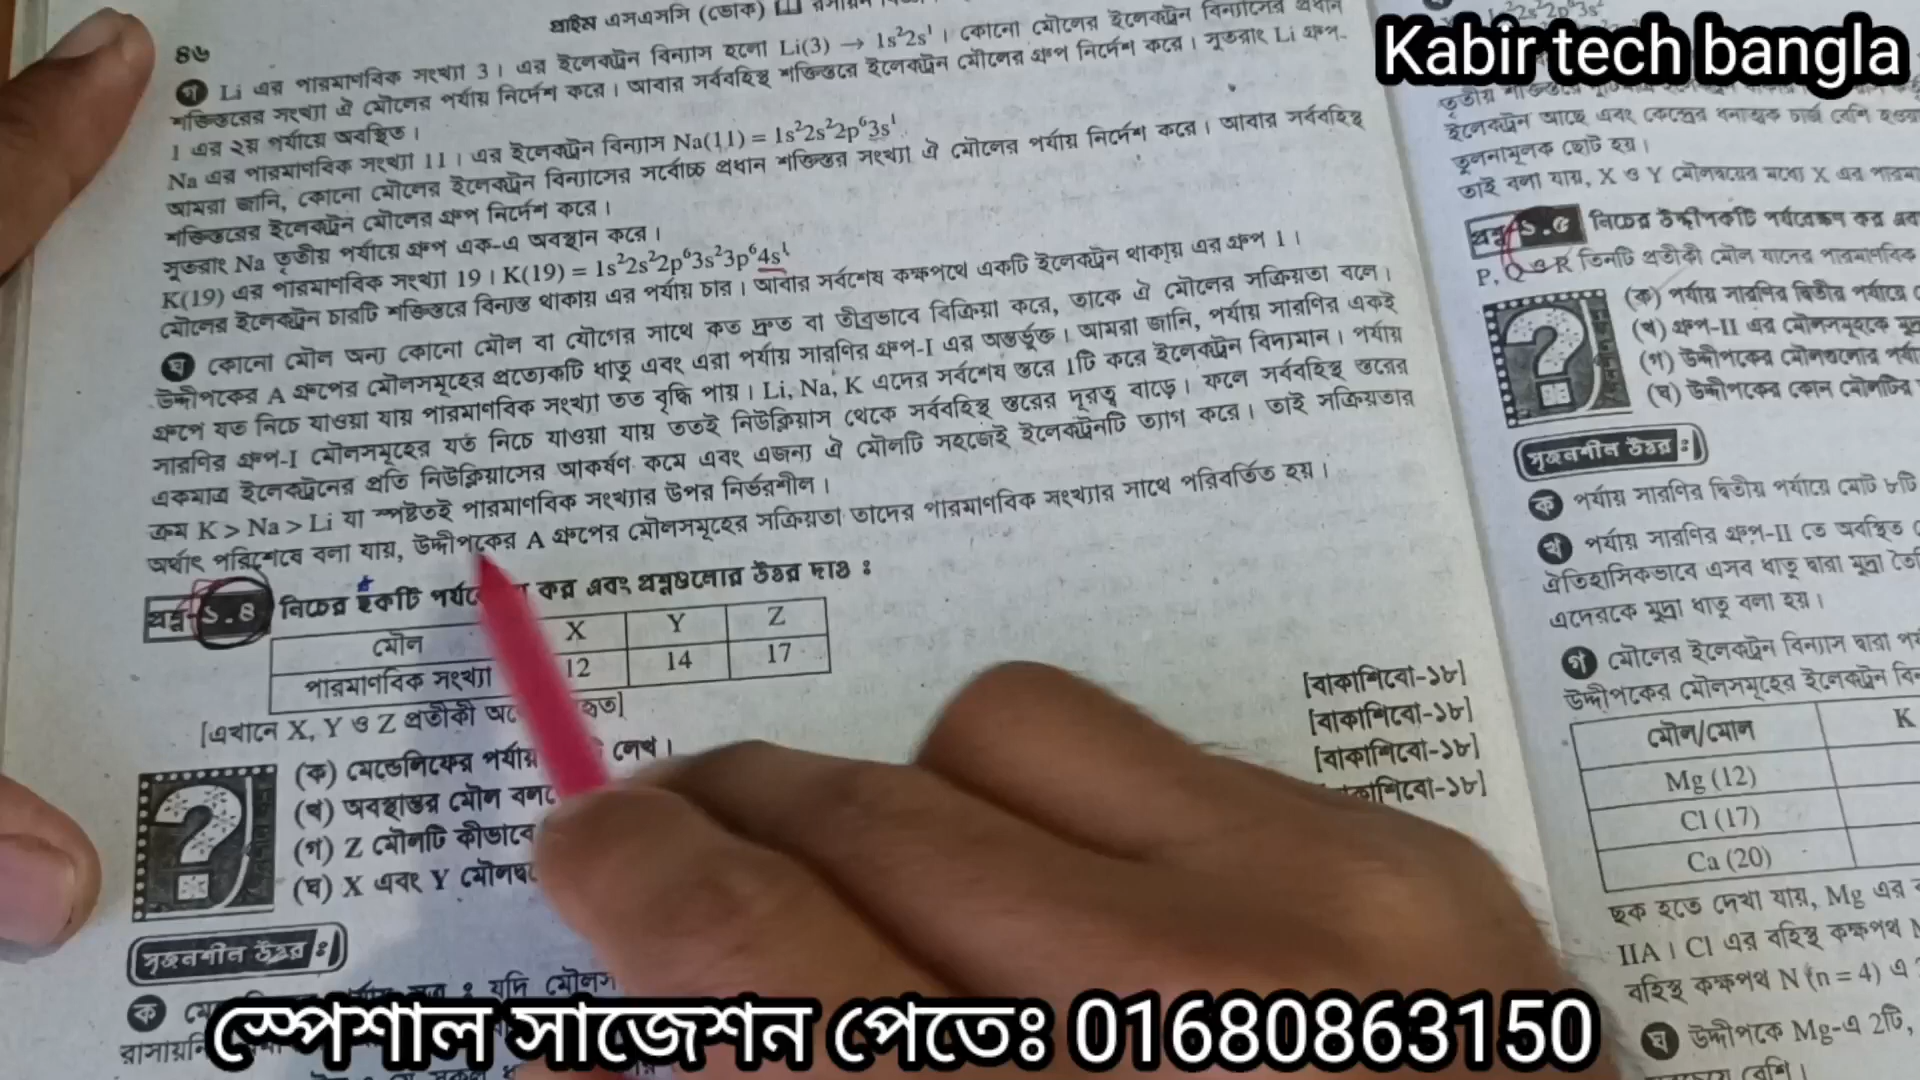 ৪৬
প্রাইম এসএসসি (ভোক)
গ Li এর পারমাণবিক সংখ্যা 3। এর ইলেকট্রন বিন্যাস হলো Li(3) → 1s²2s¹। কোনো মৌলের ইলেকট্রন বিন্যাসের প্রধান
শক্তিস্তরের সংখ্যা ঐ মৌলের পর্যায় নির্দেশ করে। আবার সর্ববহিস্থ শক্তিস্তরে ইলেকট্রন মৌলের গ্রুপ নির্দেশ করে। সুতরাং Li গ্রুপ-
1 এর ২য় পর্যায়ে অবস্থিত।
Na এর পারমাণবিক সংখ্যা 11। এর ইলেকট্রন বিন্যাস Na(11) = 1s²2s²2p⁶3s¹
আমরা জানি, কোনো মৌলের ইলেকট্রন বিন্যাসের সর্বোচ্চ প্রধান শক্তিস্তর সংখ্যা ঐ মৌলের পর্যায় নির্দেশ করে। আবার সর্ববহিস্থ
শক্তিস্তরের ইলেকট্রন মৌলের গ্রুপ নির্দেশ করে।
সুতরাং Na তৃতীয় পর্যায়ে গ্রুপ এক-এ অবস্থান করে।
K(19) এর পারমাণবিক সংখ্যা 19। K(19) = 1s²2s²2p⁶3s²3p⁶4s¹
মৌলের ইলেকট্রন চারটি শক্তিস্তরে বিন্যস্ত থাকায় এর পর্যায় চার। আবার সর্বশেষ কক্ষপথে একটি ইলেকট্রন থাকায় এর গ্রুপ 1।
ঘ কোনো মৌল অন্য কোনো মৌল বা যৌগের সাথে কত দ্রুত বা তীব্রভাবে বিক্রিয়া করে, তাকে ঐ মৌলের সক্রিয়তা বলে।
উদ্দীপকের A গ্রুপের মৌলসমূহের প্রত্যেকটি ধাতু এবং এরা পর্যায় সারণির গ্রুপ-I এর অন্তর্ভুক্ত। আমরা জানি, পর্যায় সারণির একই
গ্রুপে যত নিচে যাওয়া যায় পারমাণবিক সংখ্যা তত বৃদ্ধি পায়। Li, Na, K এদের সর্বশেষ স্তরে 1টি করে ইলেকট্রন বিদ্যমান। পর্যায়
সারণির গ্রুপ-I মৌলসমূহের যত নিচে যাওয়া যায় ততই নিউক্লিয়াস থেকে সর্ববহিস্থ স্তরের দূরত্ব বাড়ে। ফলে সর্ববহিস্থ স্তরের
একমাত্র ইলেকট্রনের প্রতি নিউক্লিয়াসের আকর্ষণ কমে এবং এজন্য ঐ মৌলটি সহজেই ইলেকট্রনটি ত্যাগ করে। তাই সক্রিয়তার
ক্রম K > Na > Li যা স্পষ্টতই পারমাণবিক সংখ্যার উপর নির্ভরশীল।
অর্থাৎ পরিশেষে বলা যায়, উদ্দীপকের A গ্রুপের মৌলসমূহের সক্রিয়তা তাদের পারমাণবিক সংখ্যার সাথে পরিবর্তিত হয়।
প্রশ্ন-১.৪ নিচের ছকটি কর এবং প্রশ্নগুলোর উত্তর দাও :
মৌল X Y Z
পারমাণবিক সংখ্যা 12 14 17
[এখানে X, Y ও Z প্রতীকী
(ক) মেন্ডেলিফের পর্যায় লেখ। [বাকাশিবো-১৮]
(খ) অবস্থান্তর মৌল [বাকাশিবো-১৮]
(গ) Z মৌলটি কীভাবে [বাকাশিবো-১৮]
(ঘ) X এবং Y
সৃজনশীল উত্তর :
ক
যদি
তৃতীয়
ইলেকট্রন আছে এবং কেন্দ্রের ধনাত্মক চার্জ বেশি
তুলনামূলক ছোট হয়।
তাই বলা যায়, X ও Y মৌলদ্বয়ের মধ্যে X এর
প্রশ্ন-১.৫ নিচের উদ্দীপকটি পর্যবেক্ষণ কর
P, Q ও R তিনটি প্রতীকী মৌল যাদের পারমাণবিক
(ক) পর্যায় সারণির দ্বিতীয় পর্যায়ে
(খ) গ্রুপ-II এর মৌলসমূহকে
(গ) উদ্দীপকের মৌলগুলোর
(ঘ) উদ্দীপকের কোন মৌলটির
সৃজনশীল উত্তর :
ক পর্যায় সারণির দ্বিতীয় পর্যায়ে মোট ৮টি
খ পর্যায় সারণির গ্রুপ-II তে অবস্থিত
ঐতিহাসিকভাবে এসব ধাতু দ্বারা মুদ্রা
এদেরকে মুদ্রা ধাতু বলা হয়।
গ মৌলের ইলেকট্রন বিন্যাস দ্বারা
উদ্দীপকের মৌলসমূহের ইলেকট্রন
মৌল/মোল K
Mg (12)
Cl (17)
Ca (20)
ছক হতে দেখা যায়, Mg এর
IIA। Cl এর বহিস্থ কক্ষপথ
বহিস্থ কক্ষপথ N (n = 4) এ
ঘ উদ্দীপকে Mg-এ 2টি,
Kabir tech bangla
স্পেশাল সাজেশন পেতেঃ 01680863150